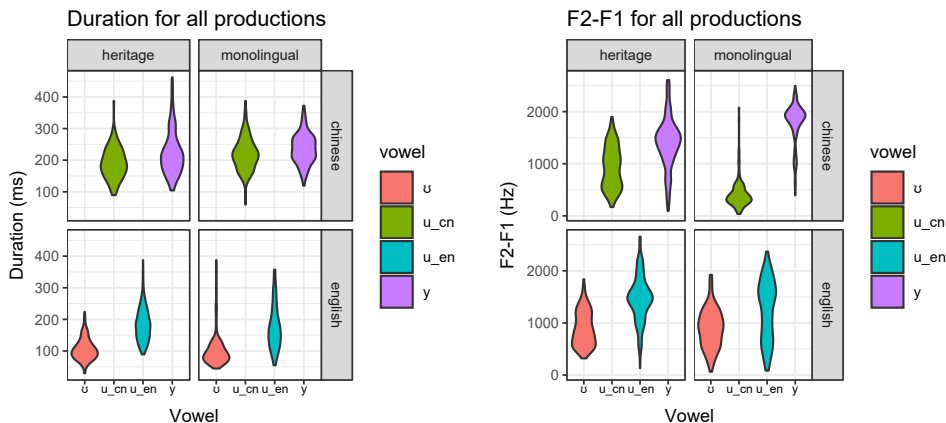 Duration for all productions
heritage
monolingual
chinese
english
400
300
200
100
400
300
200
100
Duration (ms)
ʊ u_cn u_en y
ʊ u_cn u_en y
Vowel
vowel
ʊ
u_cn
u_en
y
F2-F1 for all productions
heritage
monolingual
chinese
english
2000
1000
0
2000
1000
0
F2-F1 (Hz)
ʊ u_cn u_en y
ʊ u_cn u_en y
Vowel
vowel
ʊ
u_cn
u_en
y